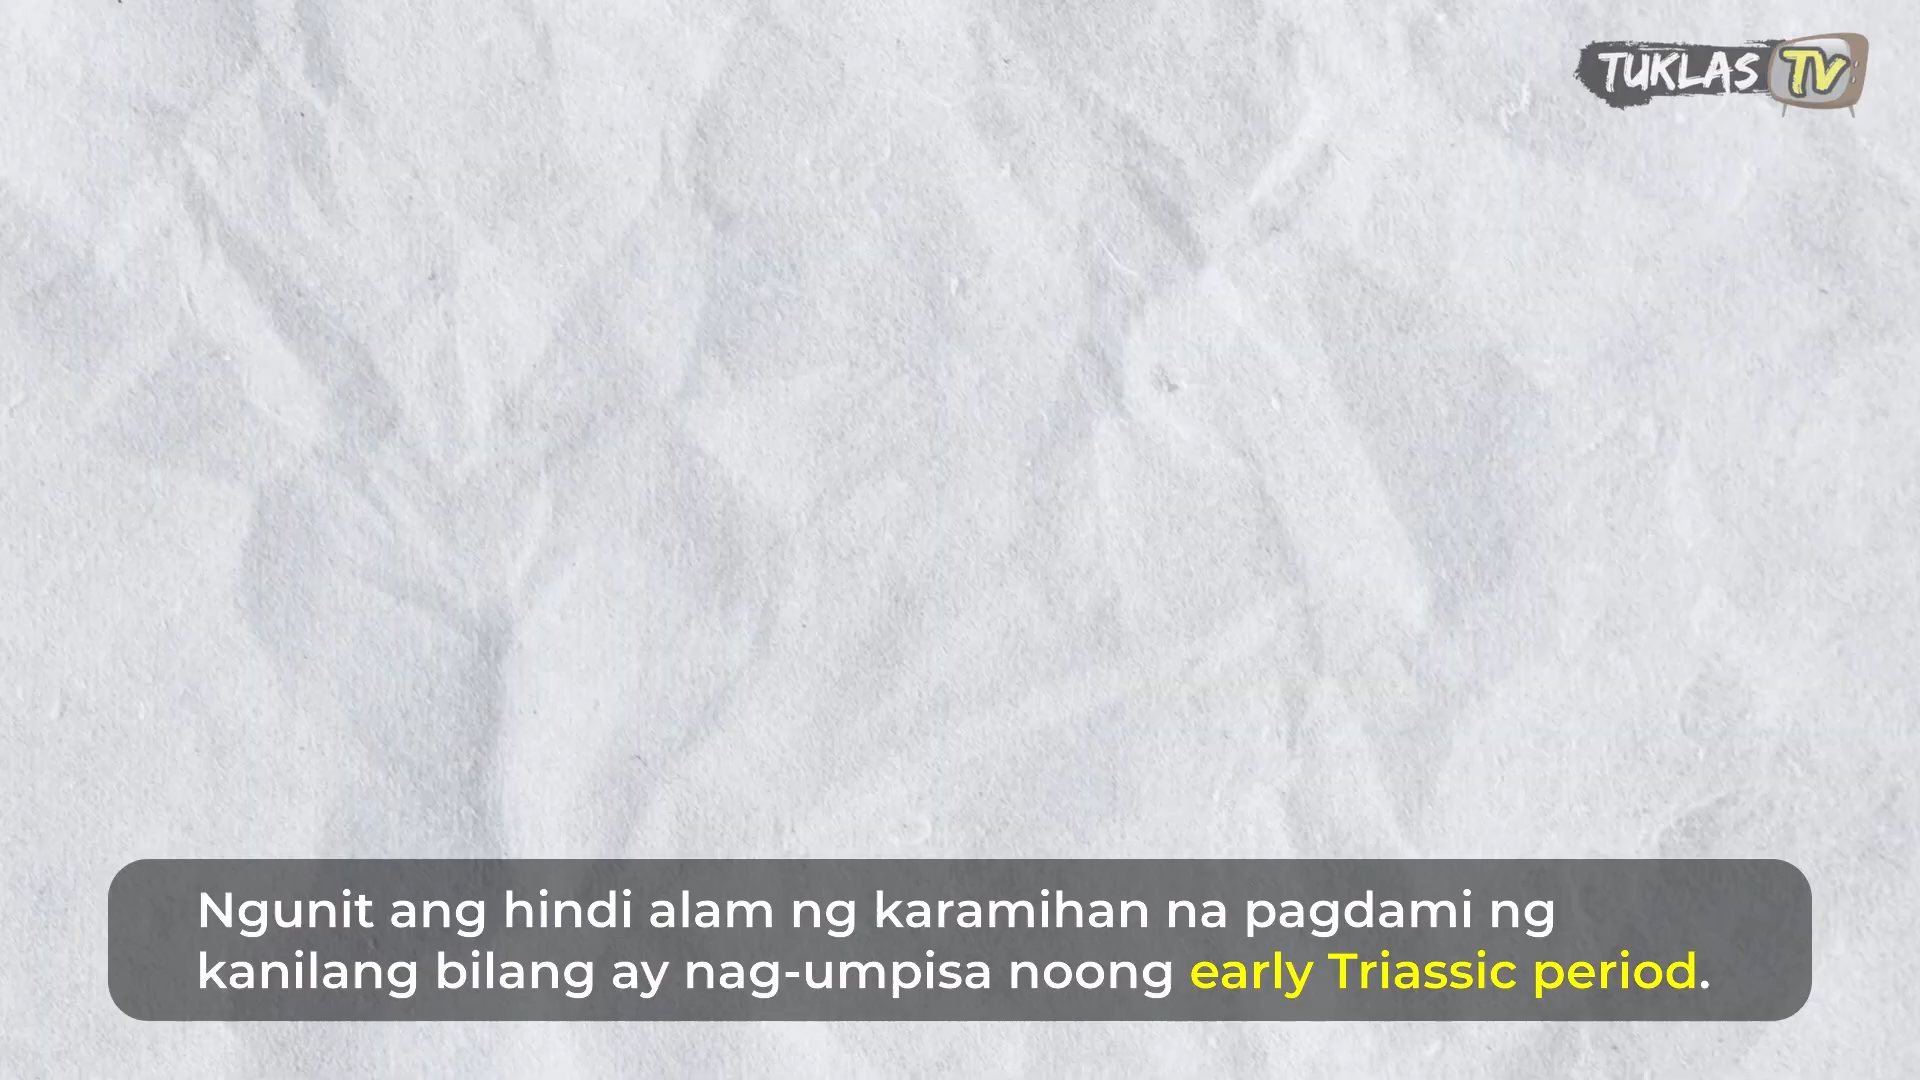 TUKLAS TV
Ngunit ang hindi alam ng karamihan na pagdami ng
kanilang bilang ay nag-umpisa noong early Triassic period.